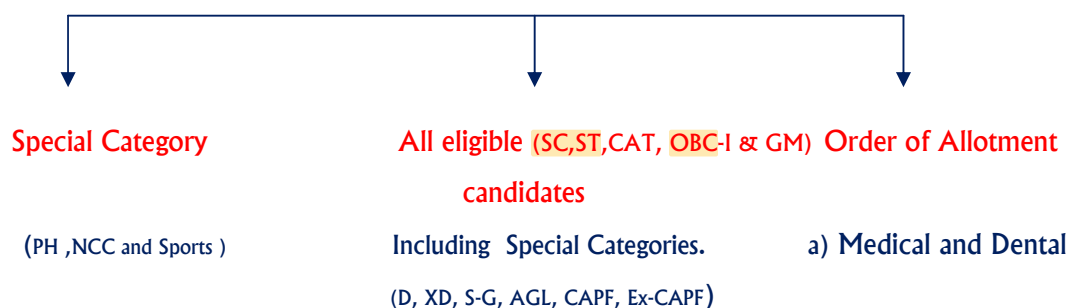 Special Category
All eligible (SC,ST,CAT, OBC-I & GM)
candidates
Order of Allotment
(PH ,NCC and Sports )
Including Special Categories.
(D, XD, S-G, AGL, CAPF, Ex-CAPF)
a) Medical and Dental